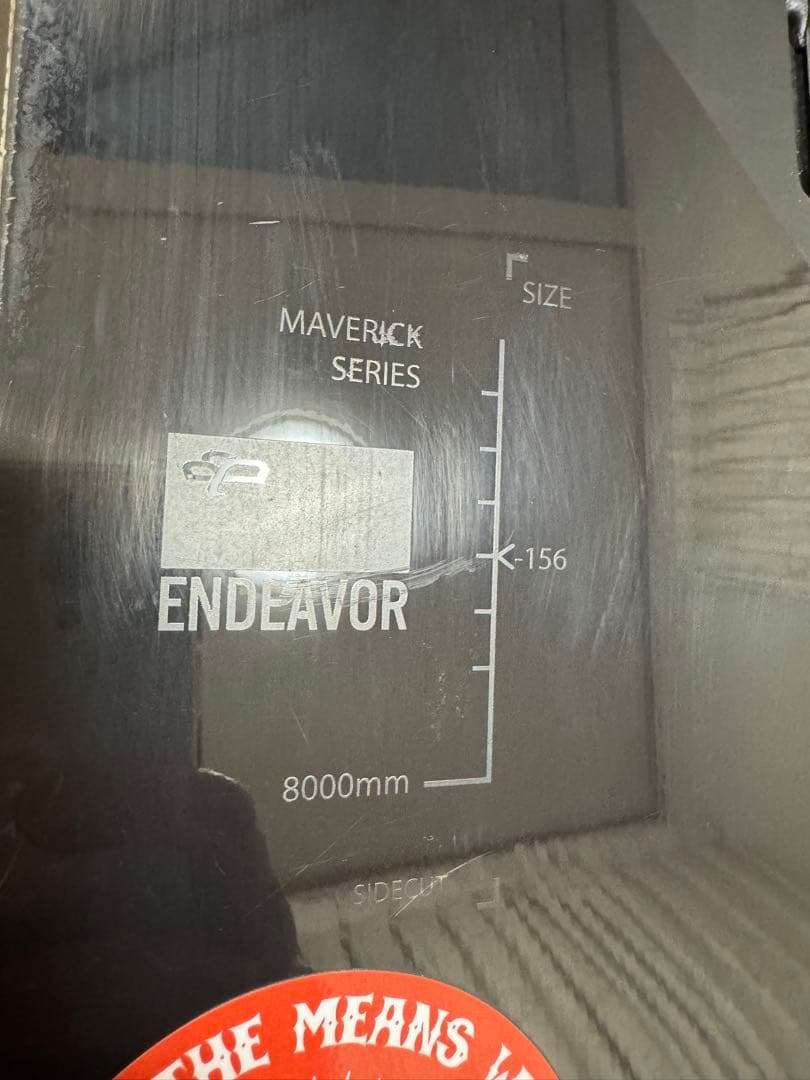 SIZE
MAVERICK
SERIES
-156
ENDEAVOR
8000mm
SIDECUT
THE MEANS